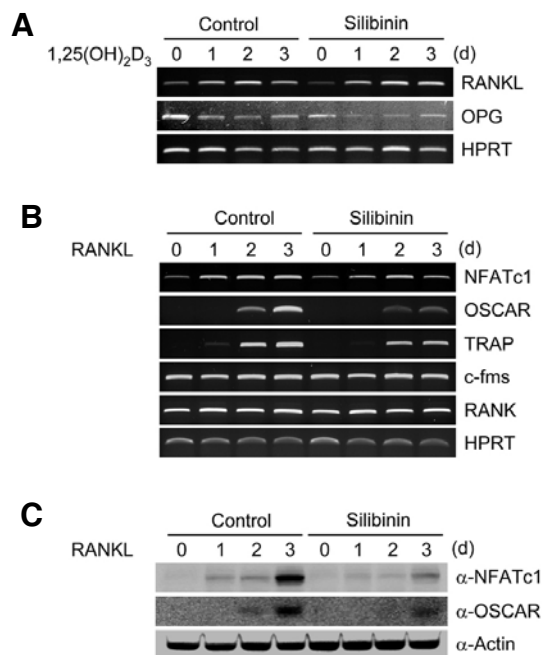 A
Control Silibinin
1,25(OH)₂D₃ 0 1 2 3 0 1 2 3 (d)
RANKL
OPG
HPRT
B
Control Silibinin
RANKL 0 1 2 3 0 1 2 3 (d)
NFATc1
OSCAR
TRAP
c-fms
RANK
HPRT
C
Control Silibinin
RANKL 0 1 2 3 0 1 2 3 (d)
α-NFATc1
α-OSCAR
α-Actin